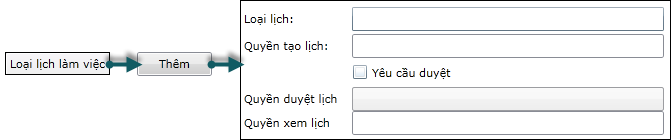 Loại lịch làm việc
Thêm
Loại lịch:
Quyền tạo lịch:
Yêu cầu duyệt
Quyền duyệt lịch
Quyền xem lịch